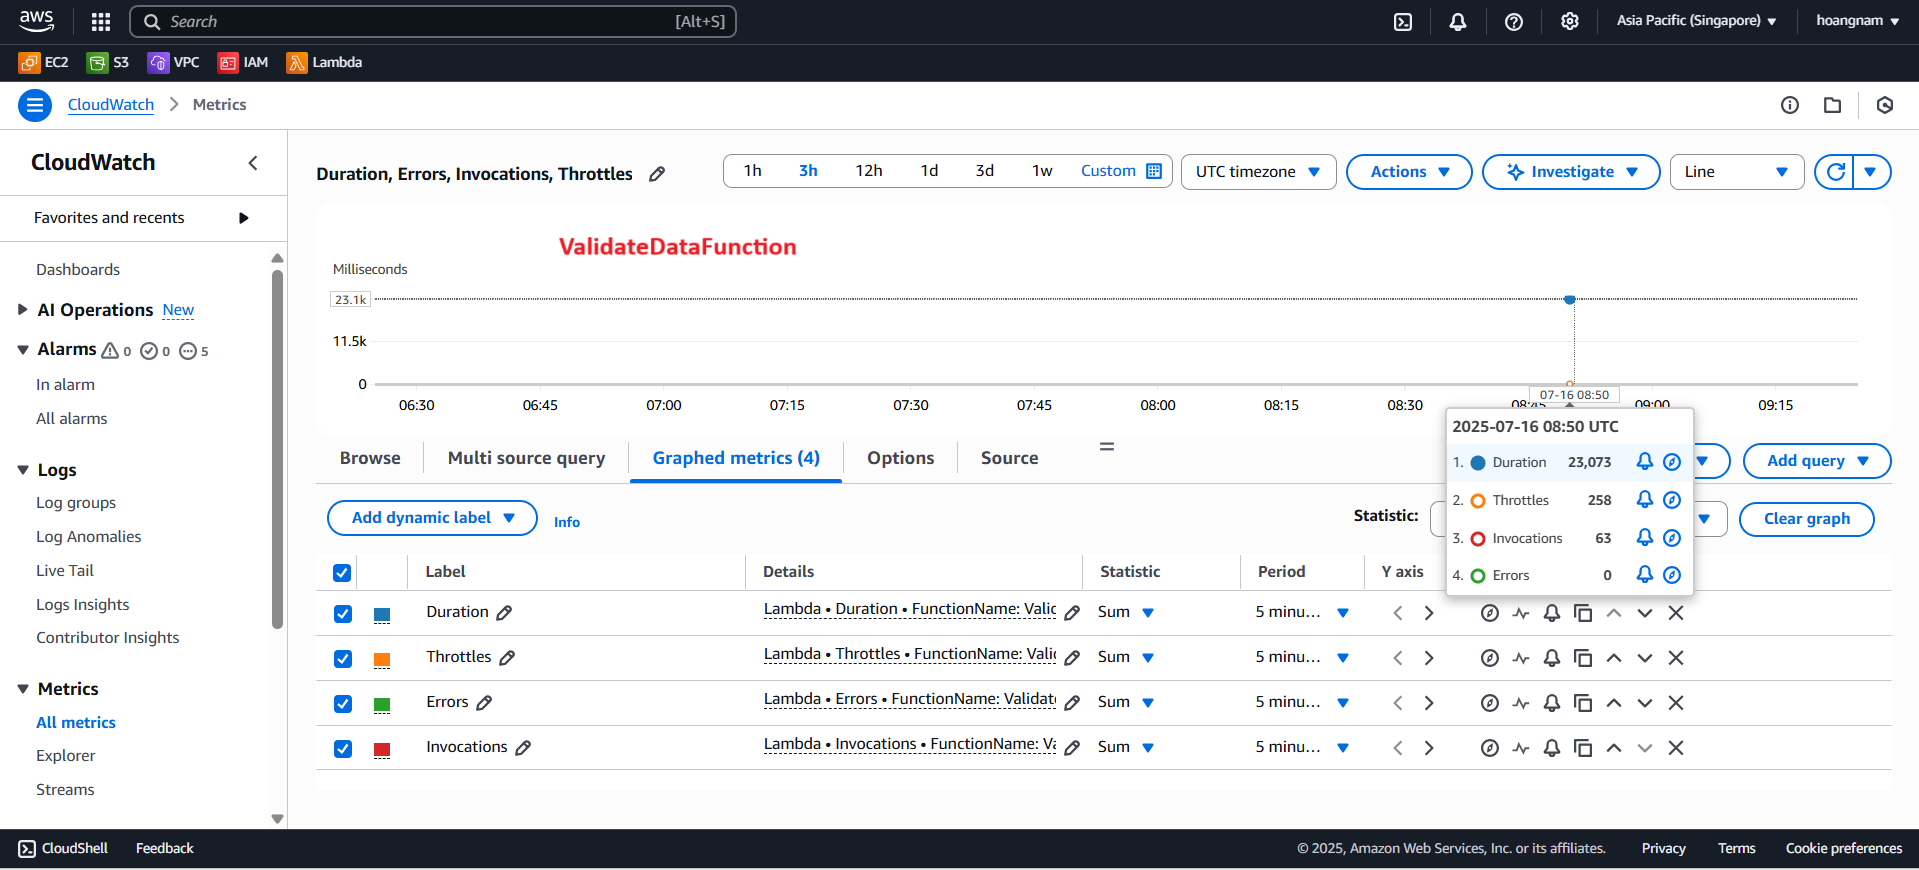 aws
Search [Alt+S]
Asia Pacific (Singapore) hoangnam
EC2 S3 VPC IAM Lambda
CloudWatch Metrics
CloudWatch
Favorites and recents
Dashboards
AI Operations New
Alarms 0 0 5
In alarm
All alarms
Logs
Log groups
Log Anomalies
Live Tail
Logs Insights
Contributor Insights
Metrics
All metrics
Explorer
Streams
Duration, Errors, Invocations, Throttles
1h 3h 12h 1d 3d 1w Custom
UTC timezone
Actions
Investigate
Line
ValidateDataFunction
Milliseconds
23.1k
11.5k
0
06:30 06:45 07:00 07:15 07:30 07:45 08:00 08:15 08:30 08:45 09:00 09:15
07-16 08:50
2025-07-16 08:50 UTC
1. Duration 23,073
2. Throttles 258
3. Invocations 63
4. Errors 0
Browse Multi source query Graphed metrics (4) Options Source
Add query
Add dynamic label Info
Statistic:
Clear graph
Label Details Statistic Period Y axis
Duration Lambda • Duration • FunctionName: Valid Sum 5 minu...
Throttles Lambda • Throttles • FunctionName: Vali Sum 5 minu...
Errors Lambda • Errors • FunctionName: Validat Sum 5 minu...
Invocations Lambda • Invocations • FunctionName: Va Sum 5 minu...
CloudShell Feedback
© 2025, Amazon Web Services, Inc. or its affiliates. Privacy Terms Cookie preferences